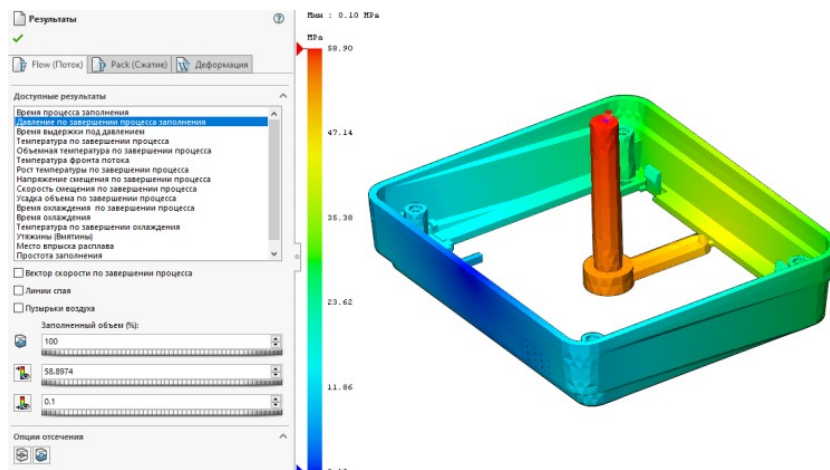 Результаты
Мин : 0.10 MPa
MPa
58.90
47.14
35.38
23.62
11.86
Flow (Поток)
Pack (Сжатие)
Деформация
Доступные результаты
Время процесса заполнения
Давление по завершении процесса заполнения
Время выдержки под давлением
Температура по завершении процесса
Объемная температура по завершении процесса
Температура фронта потока
Рост температуры по завершении процесса
Напряжение смещения по завершении процесса
Скорость смещения по завершении процесса
Усадка объема по завершении процесса
Время охлаждения по завершении процесса
Время охлаждения
Температура по завершении охлаждения
Утяжины (Вмятины)
Место впрыска расплава
Простота заполнения
Вектор скорости по завершении процесса
Линии спая
Пузырьки воздуха
Заполненный объем (%):
100
58.8974
0.1
Опции отсечения